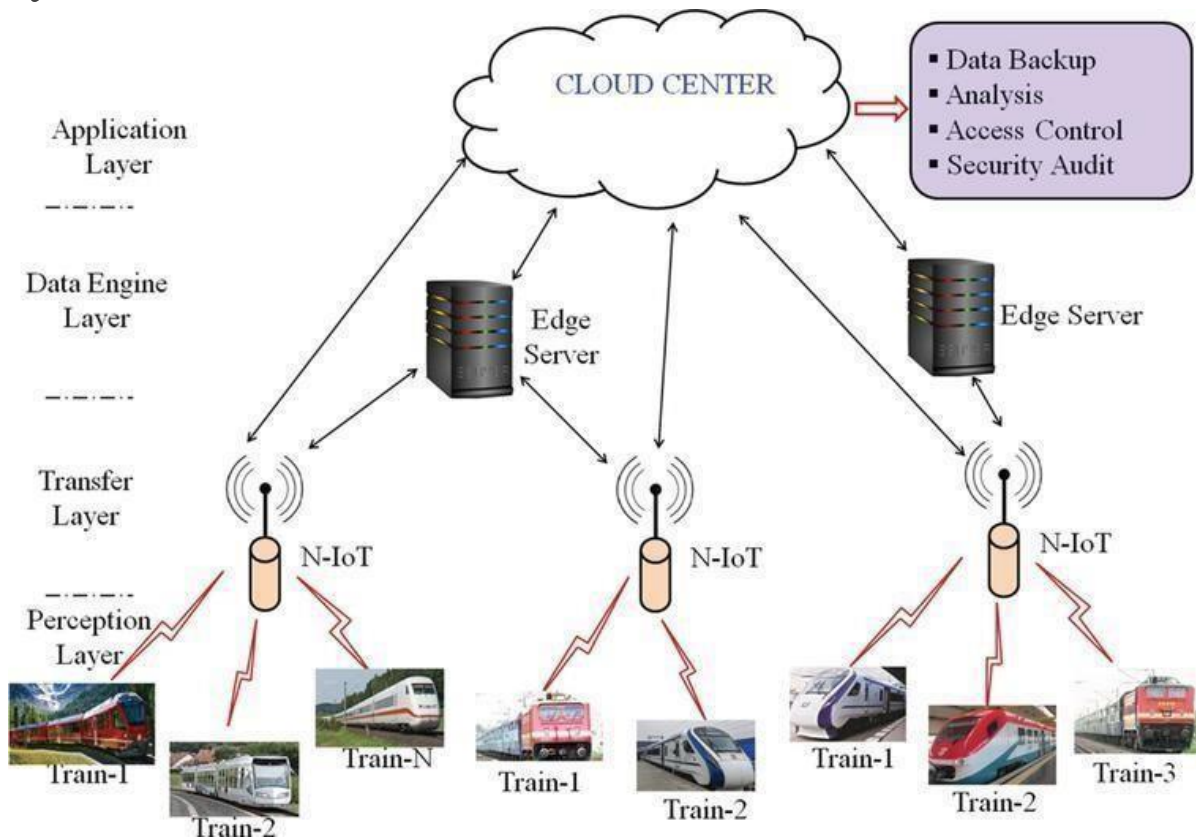 CLOUD CENTER
▪ Data Backup
▪ Analysis
▪ Access Control
▪ Security Audit
Application
Layer
Data Engine
Layer
Edge
Server
Edge Server
Transfer
Layer
N-IoT
N-IoT
N-IoT
Perception
Layer
Train-1
Train-2
Train-N
Train-1
Train-2
Train-1
Train-2
Train-3